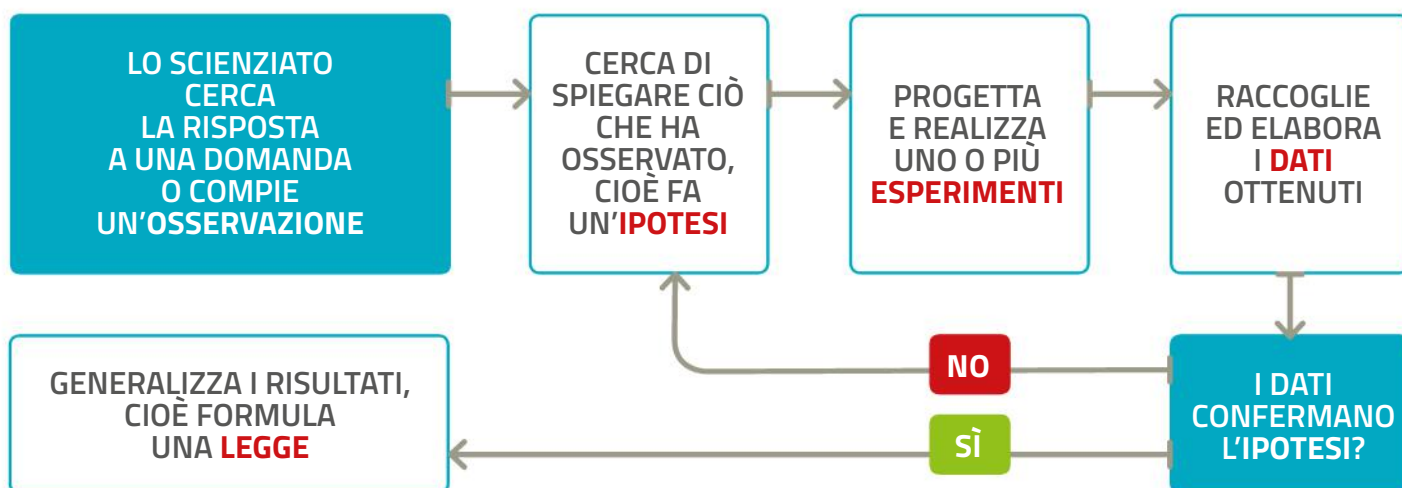 LO SCIENZIATO
CERCA
LA RISPOSTA
A UNA DOMANDA
O COMPIE
UN'OSSERVAZIONE
CERCA DI
SPIEGARE CIÒ
CHE HA
OSSERVATO,
CIOÈ FA
UN'IPOTESI
PROGETTA
E REALIZZA
UNO O PIÙ
ESPERIMENTI
RACCOGLIE
ED ELABORA
I DATI
OTTENUTI
I DATI
CONFERMANO
L'IPOTESI?
NO
SÌ
GENERALIZZA I RISULTATI,
CIOÈ FORMULA
UNA LEGGE